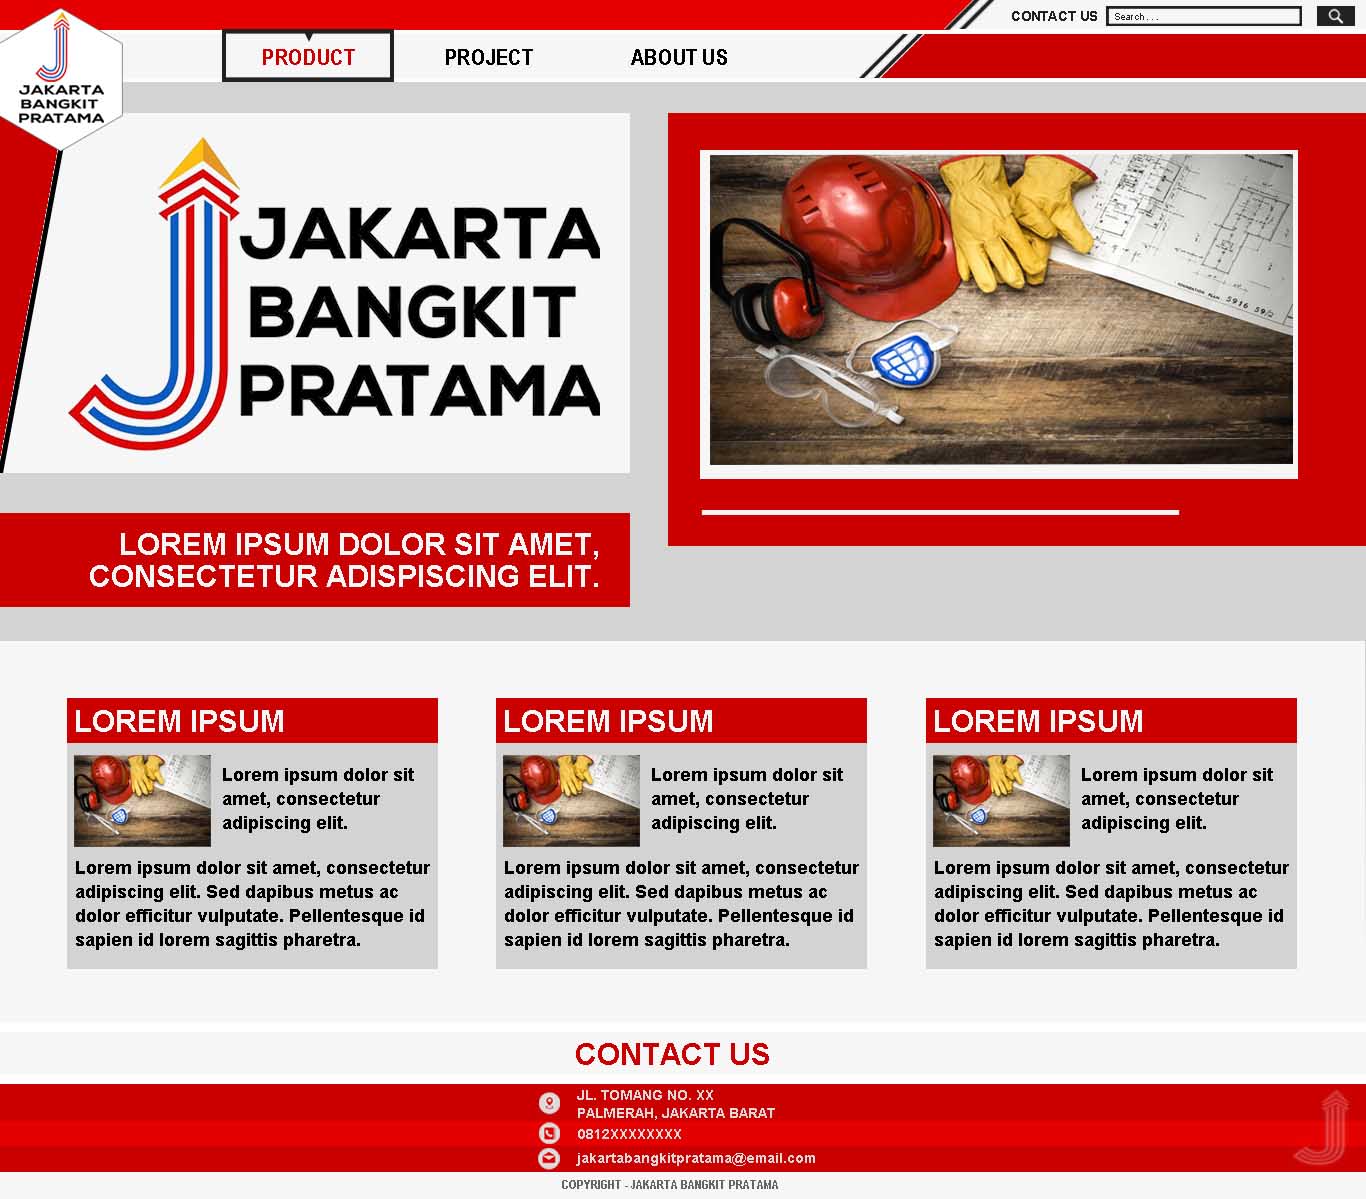 CONTACT US
Search . . .
PRODUCT
PROJECT
ABOUT US
JAKARTA
BANGKIT
PRATAMA
JAKARTA
BANGKIT
PRATAMA
FOUNDATION PLAN 5916 59/2
LOREM IPSUM DOLOR SIT AMET,
CONSECTETUR ADISPISCING ELIT.
LOREM IPSUM
Lorem ipsum dolor sit
amet, consectetur
adipiscing elit.
Lorem ipsum dolor sit amet, consectetur
adipiscing elit. Sed dapibus metus ac
dolor efficitur vulputate. Pellentesque id
sapien id lorem sagittis pharetra.
LOREM IPSUM
Lorem ipsum dolor sit
amet, consectetur
adipiscing elit.
Lorem ipsum dolor sit amet, consectetur
adipiscing elit. Sed dapibus metus ac
dolor efficitur vulputate. Pellentesque id
sapien id lorem sagittis pharetra.
LOREM IPSUM
Lorem ipsum dolor sit
amet, consectetur
adipiscing elit.
Lorem ipsum dolor sit amet, consectetur
adipiscing elit. Sed dapibus metus ac
dolor efficitur vulputate. Pellentesque id
sapien id lorem sagittis pharetra.
CONTACT US
JL. TOMANG NO. XX
PALMERAH, JAKARTA BARAT
0812XXXXXXXX
jakartabangkitpratama@email.com
COPYRIGHT - JAKARTA BANGKIT PRATAMA